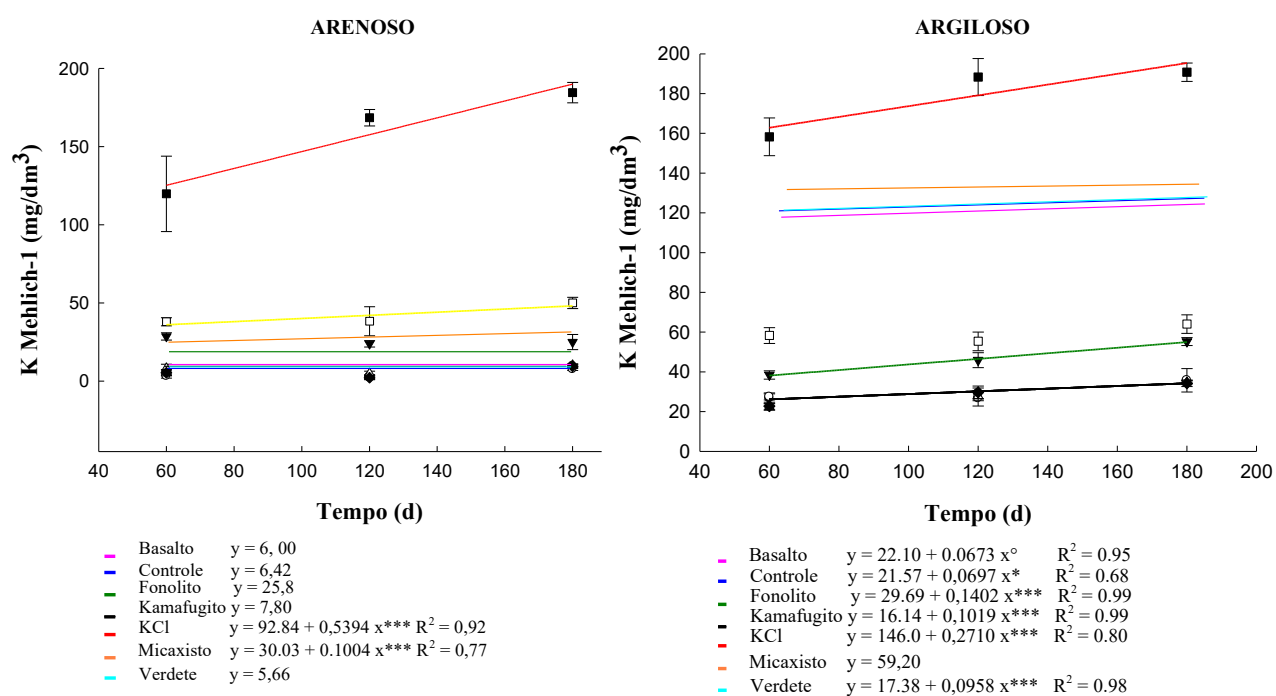 ARENOSO
K Mehlich-1 (mg/dm³)
200
150
100
50
0
40 60 80 100 120 140 160 180
Tempo (d)
Basalto y = 6, 00
Controle y = 6,42
Fonolito y = 25,8
Kamafugito y = 7,80
KCl y = 92.84 + 0,5394 x*** R² = 0,92
Micaxisto y = 30.03 + 0.1004 x*** R² = 0,77
Verdete y = 5,66
ARGILOSO
K Mehlich-1 (mg/dm³)
200
180
160
140
120
100
80
60
40
20
0
40 60 80 100 120 140 160 180 200
Tempo (d)
Basalto y = 22.10 + 0.0673 x° R² = 0.95
Controle y = 21.57 + 0,0697 x* R² = 0.68
Fonolito y = 29.69 + 0,1402 x*** R² = 0.99
Kamafugito y = 16.14 + 0,1019 x*** R² = 0.99
KCl y = 146.0 + 0,2710 x*** R² = 0.80
Micaxisto y = 59,20
Verdete y = 17.38 + 0,0958 x*** R² = 0.98